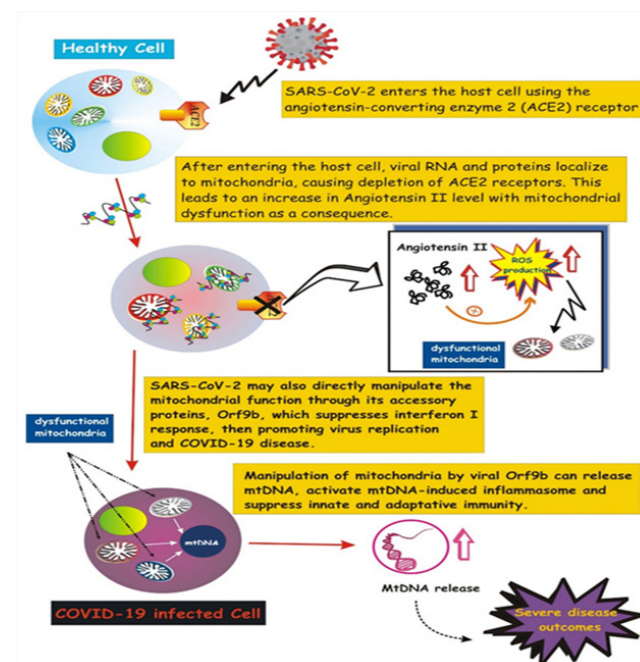 Healthy Cell
ACE2
SARS-CoV-2 enters the host cell using the
angiotensin-converting enzyme 2 (ACE2) receptor
After entering the host cell, viral RNA and proteins localize
to mitochondria, causing depletion of ACE2 receptors. This
leads to an increase in Angiotensin II level with mitochondrial
dysfunction as a consequence.
Angiotensin II
ROS
production
+
dysfunctional
mitochondria
SARS-CoV-2 may also directly manipulate the
mitochondrial function through its accessory
proteins, Orf9b, which suppresses interferon I
response, then promoting virus replication
and COVID-19 disease.
dysfunctional
mitochondria
Manipulation of mitochondria by viral Orf9b can release
mtDNA, activate mtDNA-induced inflammasome and
suppress innate and adaptative immunity.
mtDNA
MtDNA release
COVID-19 infected Cell
Severe disease
outcomes